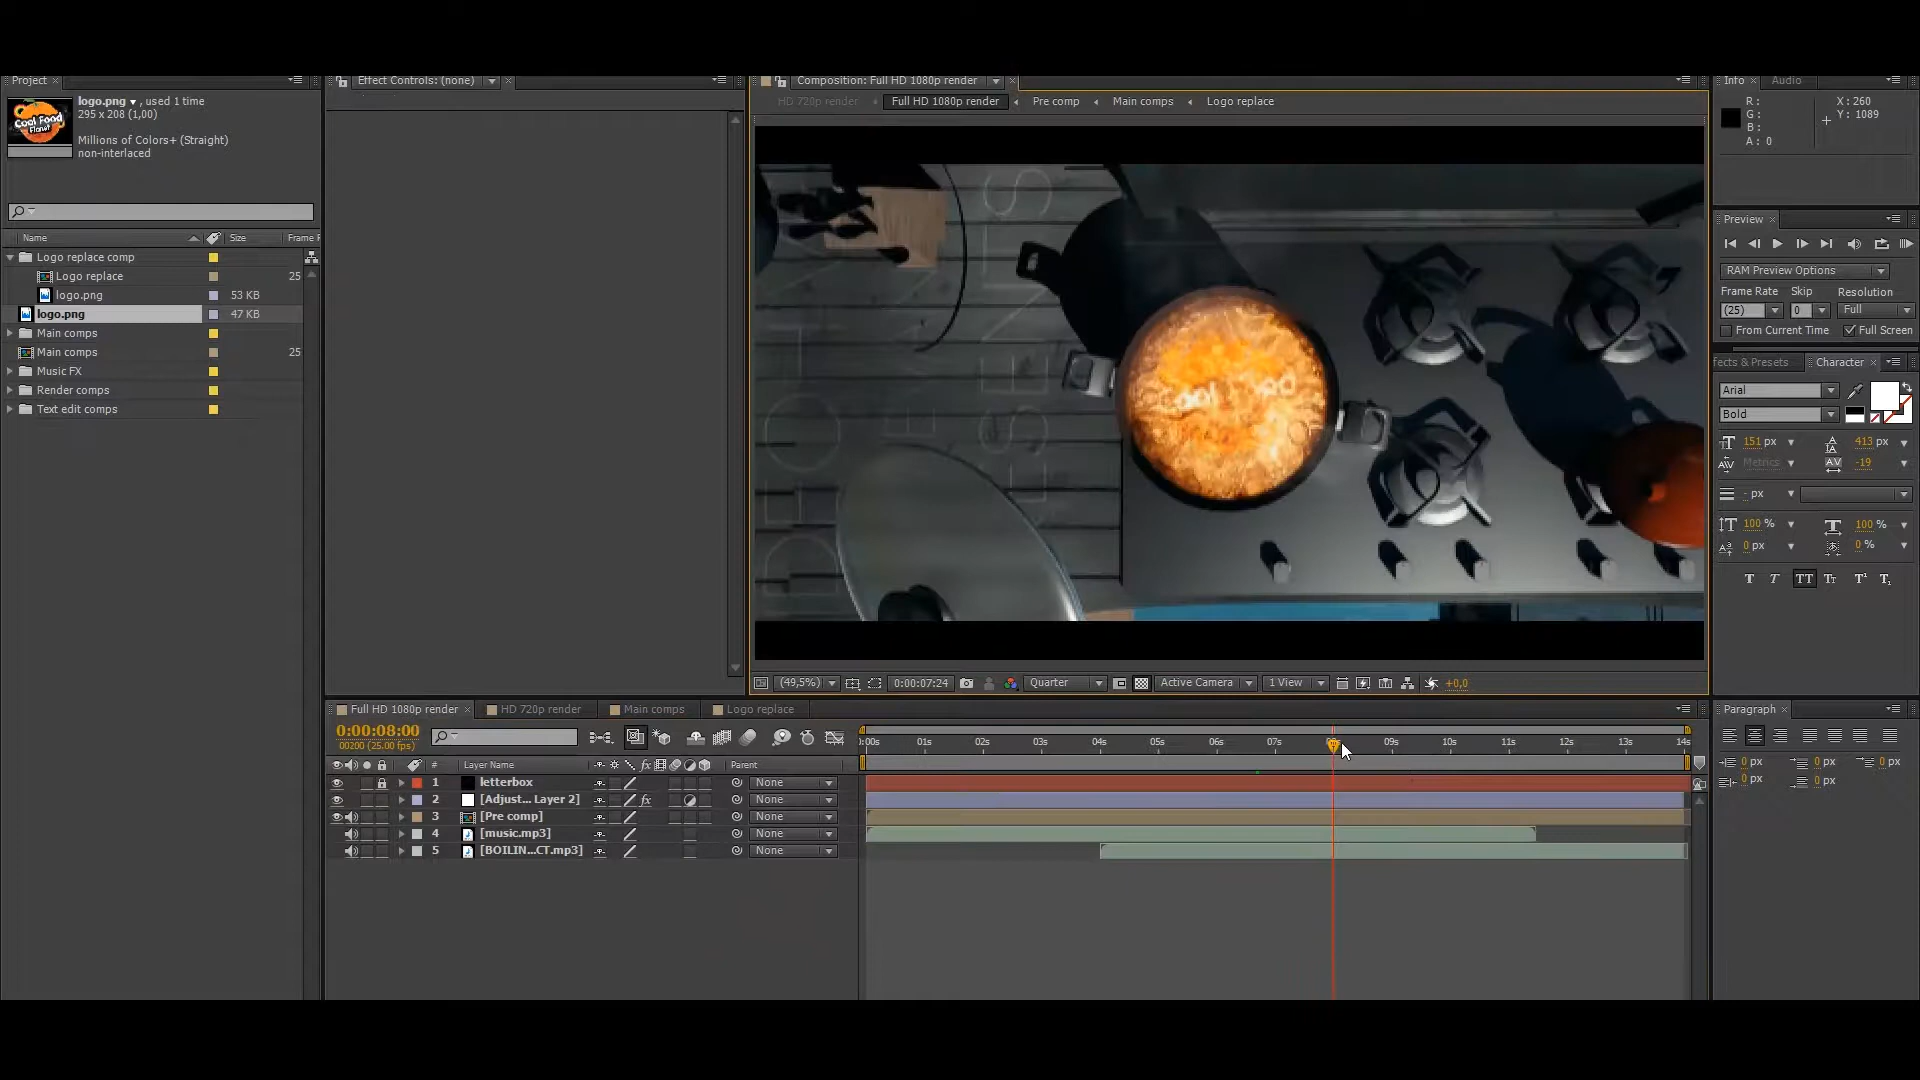 Project
Effect Controls: (none)
Composition: Full HD 1080p render
Info
Audio
logo.png , used 1 time
295 x 208 (1,00)
Millions of Colors+ (Straight)
non-interlaced
Cool Food
Planet
HD 720p render
Full HD 1080p render
Pre comp
Main comps
Logo replace
R:
G:
B:
A: 0
X: 260
Y: 1089
Name
Size
Frame R
Logo replace comp
Logo replace
25
logo.png
53 KB
logo.png
47 KB
Main comps
Main comps
25
Music FX
Render comps
Text edit comps
Cool Food
Preview
RAM Preview Options
Frame Rate
Skip
Resolution
(25)
0
Full
From Current Time
Full Screen
fects & Presets
Character
Arial
Bold
151 px
413 px
Metrics
-19
- px
100 %
100 %
0 px
0 %
(49,5%)
0:00:07:24
Quarter
Active Camera
1 View
+0,0
Full HD 1080p render
HD 720p render
Main comps
Logo replace
0:00:08:00
00200 (25.00 fps)
):00s
01s
02s
03s
04s
05s
06s
07s
09s
10s
11s
12s
13s
14s
#
Layer Name
Parent
1
letterbox
None
2
[Adjust... Layer 2]
None
3
[Pre comp]
None
4
[music.mp3]
None
5
[BOILIN...CT.mp3]
None
Paragraph
0 px
0 px
0 px
0 px
0 px